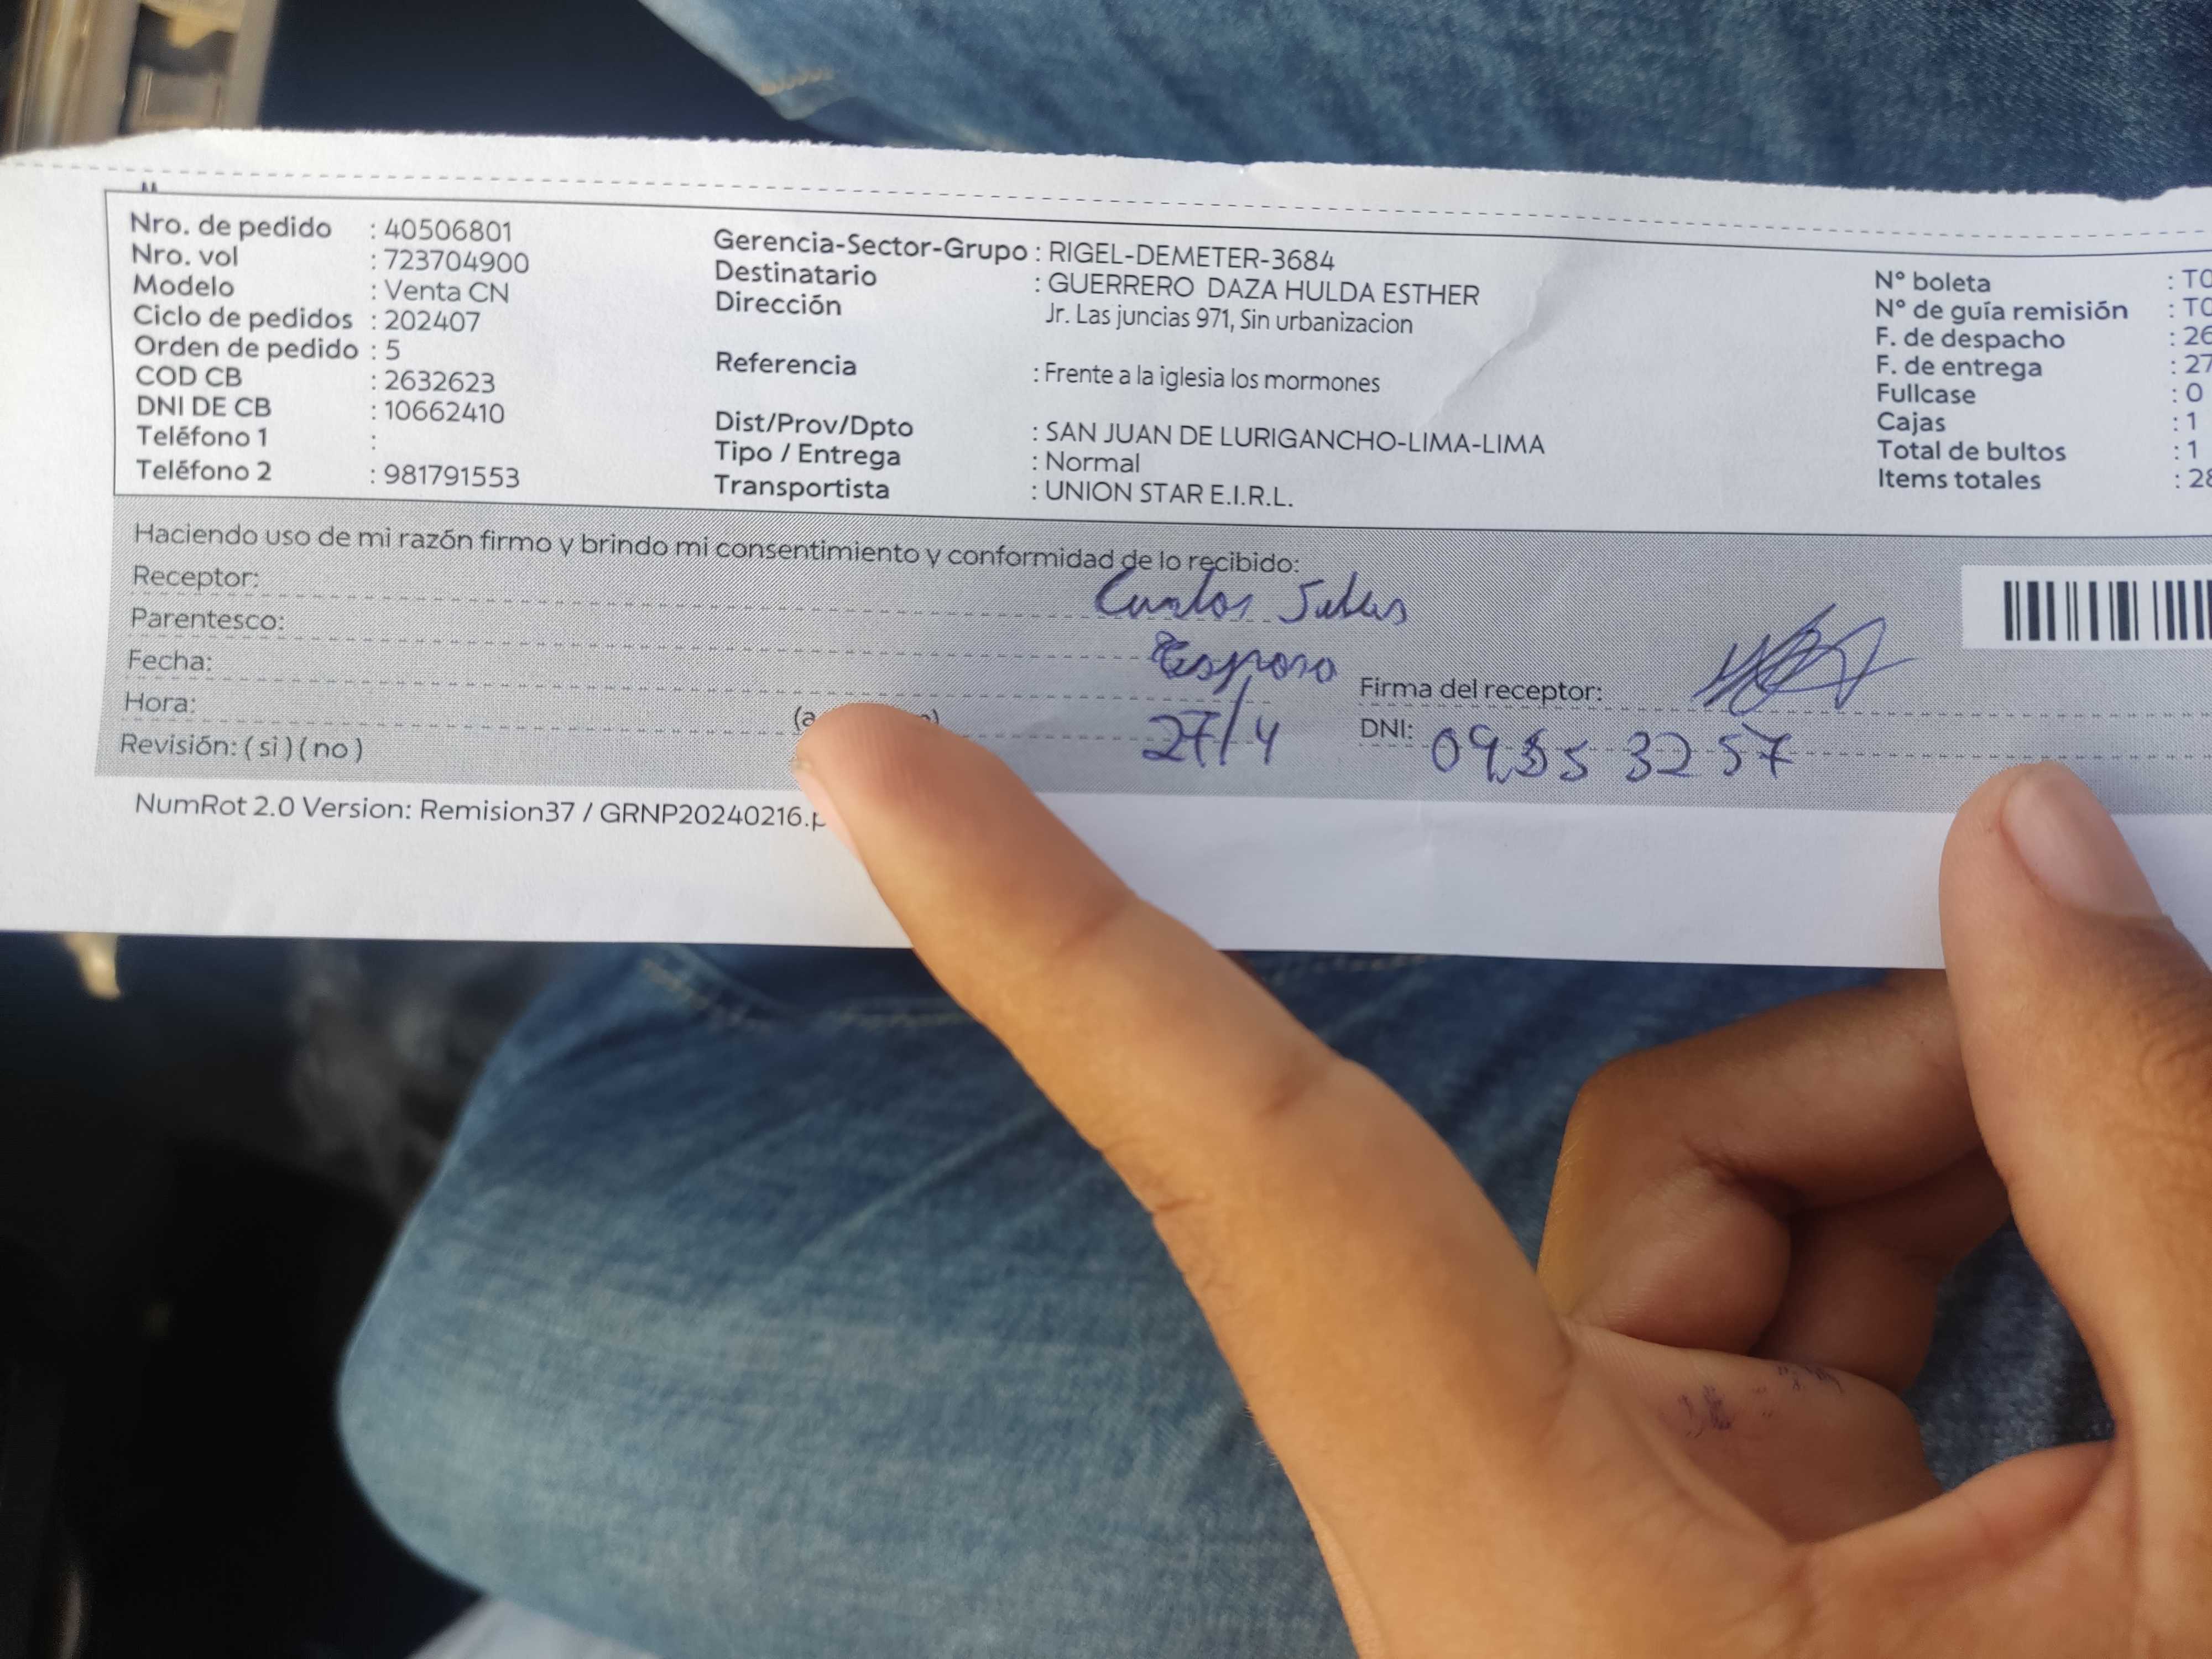 Nro. de pedido : 40506801
Nro. vol : 723704900
Modelo : Venta CN
Ciclo de pedidos : 202407
Orden de pedido : 5
COD CB : 2632623
DNI DE CB : 10662410
Teléfono 1 :
Teléfono 2 : 981791553
Gerencia-Sector-Grupo : RIGEL-DEMETER-3684
Destinatario : GUERRERO DAZA HULDA ESTHER
Dirección Jr. Las juncias 971, Sin urbanizacion
Referencia : Frente a la iglesia los mormones
Dist/Prov/Dpto : SAN JUAN DE LURIGANCHO-LIMA-LIMA
Tipo / Entrega : Normal
Transportista : UNION STAR E.I.R.L.
N° boleta : T0
N° de guía remisión : T0
F. de despacho : 26
F. de entrega : 27
Fullcase : 0
Cajas : 1
Total de bultos : 1
Items totales : 28
Haciendo uso de mi razón firmo y brindo mi consentimiento y conformidad de lo recibido:
Receptor: Carlos
Parentesco: Esposo
Fecha: 27/4
Hora: (a
Revisión: ( si ) ( no )
Firma del receptor:
DNI:
NumRot 2.0 Version: Remision37 / GRNP20240216.p